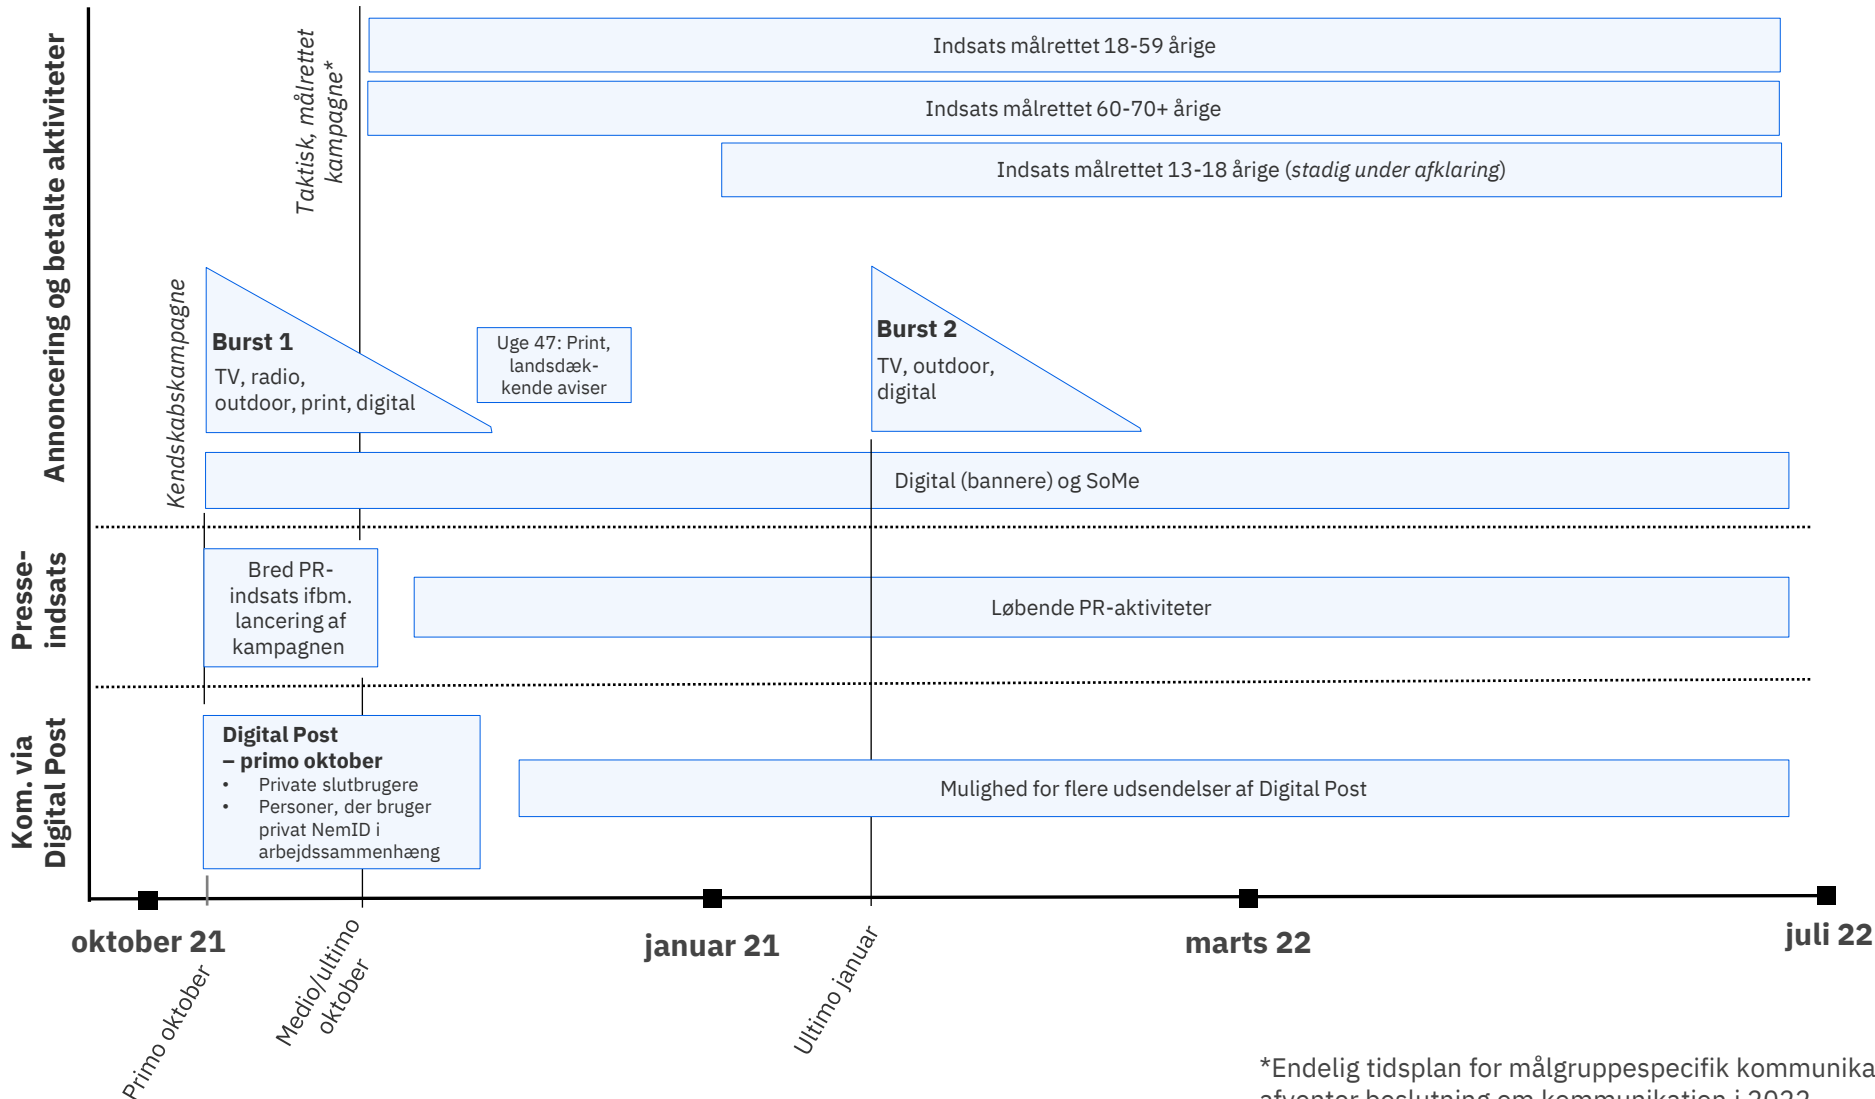 Annoncering og betalte aktiviteter
Taktisk, målrettet
kampagne*
Indsats målrettet 18-59 årige
Indsats målrettet 60-70+ årige
Indsats målrettet 13-18 årige (stadig under afklaring)
Kendskabskampagne
Burst 1
TV, radio,
outdoor, print, digital
Uge 47: Print,
landsdæk-
kende aviser
Burst 2
TV, outdoor,
digital
Digital (bannere) og SoMe
Presse-
indsats
Bred PR-
indsats ifbm.
lancering af
kampagnen
Løbende PR-aktiviteter
Kom. via
Digital Post
Digital Post
– primo oktober
• Private slutbrugere
• Personer, der bruger
privat NemID i
arbejdssammenhæng
Mulighed for flere udsendelser af Digital Post
oktober 21
januar 21
marts 22
juli 22
Primo oktober
Medio/ultimo
oktober
Ultimo januar
*Endelig tidsplan for målgruppespecifik kommunika
afventer beslutning om kommunikation i 2022